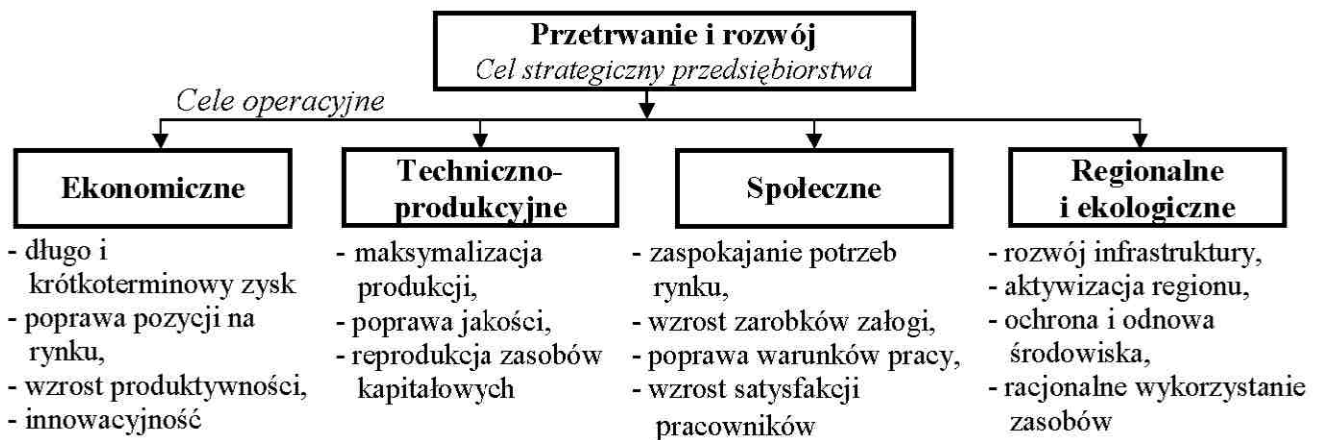 Przetrwanie i rozwój
Cel strategiczny przedsiębiorstwa
Cele operacyjne
Ekonomiczne
- długo i
krótkoterminowy zysk
- poprawa pozycji na
rynku,
- wzrost produktywności,
- innowacyjność
Techniczno-
produkcyjne
- maksymalizacja
produkcji,
- poprawa jakości,
- reprodukcja zasobów
kapitałowych
Społeczne
- zaspokajanie potrzeb
rynku,
- wzrost zarobków załogi,
- poprawa warunków pracy,
- wzrost satysfakcji
pracowników
Regionalne
i ekologiczne
- rozwój infrastruktury,
- aktywizacja regionu,
- ochrona i odnowa
środowiska,
- racjonalne wykorzystanie
zasobów